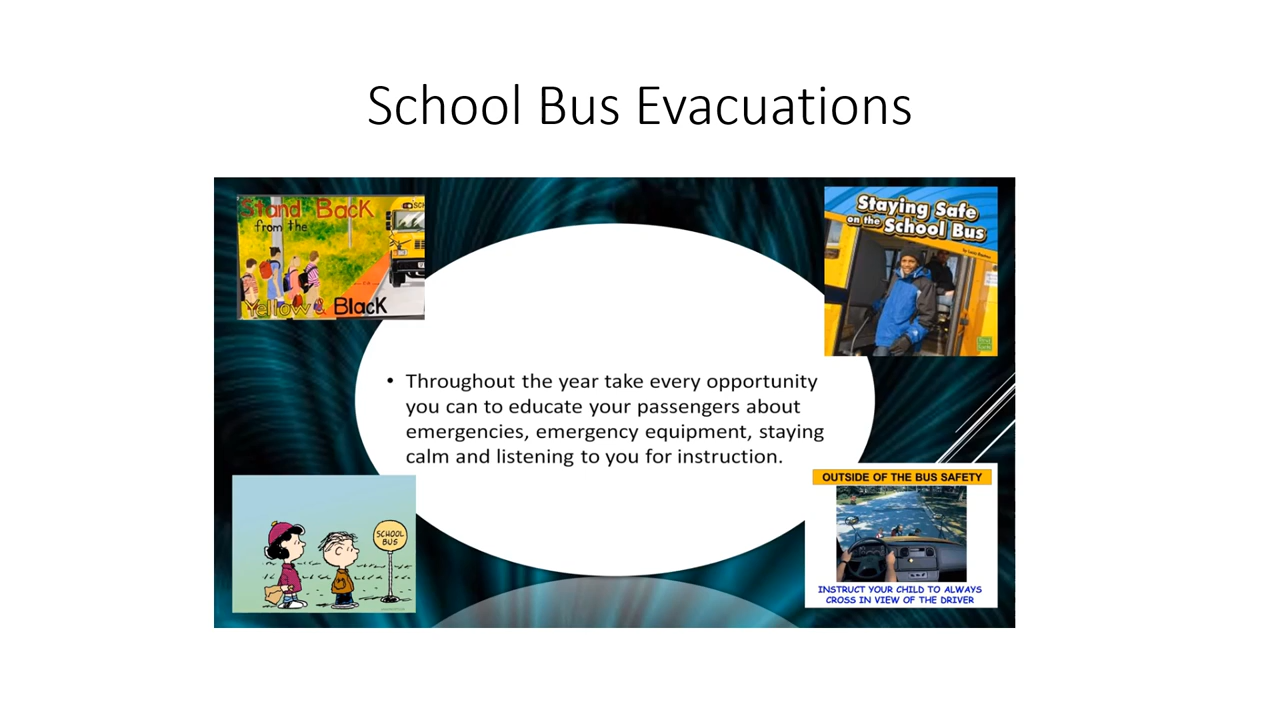 School Bus Evacuations
Stand Back
from the
Yellow & Black
Staying Safe
on the School Bus
• Throughout the year take every opportunity
you can to educate your passengers about
emergencies, emergency equipment, staying
calm and listening to you for instruction.
SCHOOL
BUS
OUTSIDE OF THE BUS SAFETY
INSTRUCT YOUR CHILD TO ALWAYS
CROSS IN VIEW OF THE DRIVER